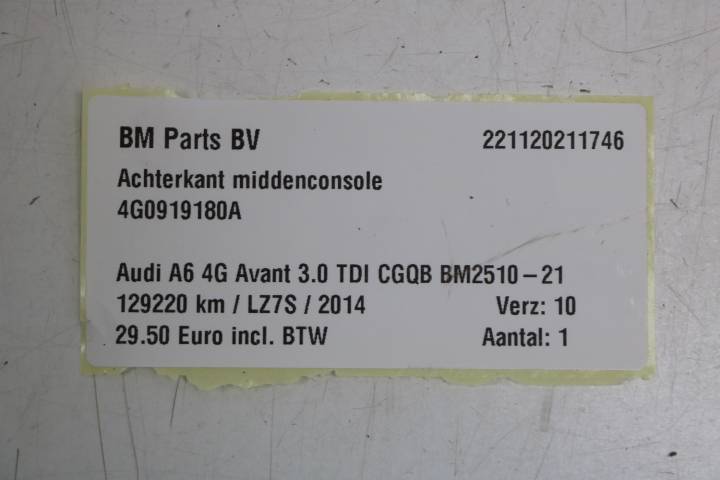 BM Parts BV 221120211746
Achterkant middenconsole
4G0919180A
Audi A6 4G Avant 3.0 TDI CGQB BM2510-21
129220 km / LZ7S / 2014 Verz: 10
29.50 Euro incl. BTW Aantal: 1